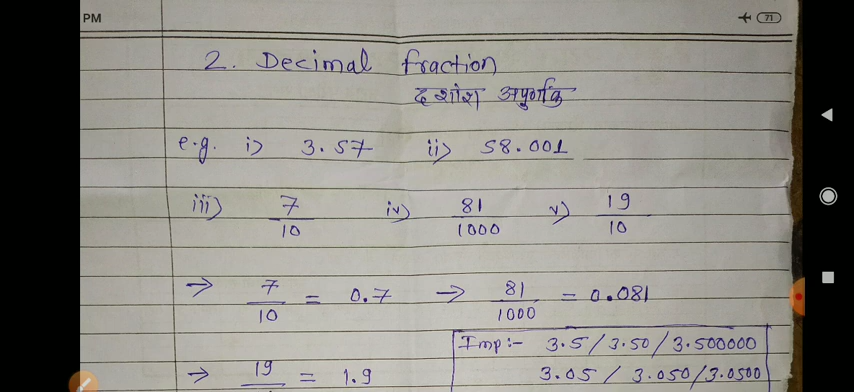 PM 71
2. Decimal fraction
दशांश अपुर्णांक
e.g. i> 3.57 ii> 58.001
iii) 7/10 iv) 81/1000 v) 19/10
→ 7/10 = 0.7 → 81/1000 = 0.081
Imp :- 3.5 / 3.50 / 3.500000
→ 19 = 1.9 3.05 / 3.050 / 3.0500